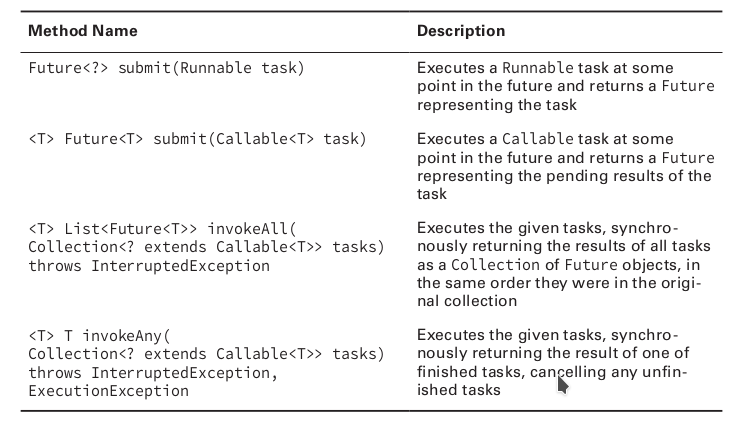 Method Name
Description
Future<?> submit(Runnable task)
Executes a Runnable task at some
point in the future and returns a Future
representing the task
<T> Future<T> submit(Callable<T> task)
Executes a Callable task at some
point in the future and returns a Future
representing the pending results of the
task
<T> List<Future<T>> invokeAll(
Collection<? extends Callable<T>> tasks)
throws InterruptedException
Executes the given tasks, synchro-
nously returning the results of all tasks
as a Collection of Future objects, in
the same order they were in the origi-
nal collection
<T> T invokeAny(
Collection<? extends Callable<T>> tasks)
throws InterruptedException,
ExecutionException
Executes the given tasks, synchro-
nously returning the result of one of
finished tasks, cancelling any unfin-
ished tasks